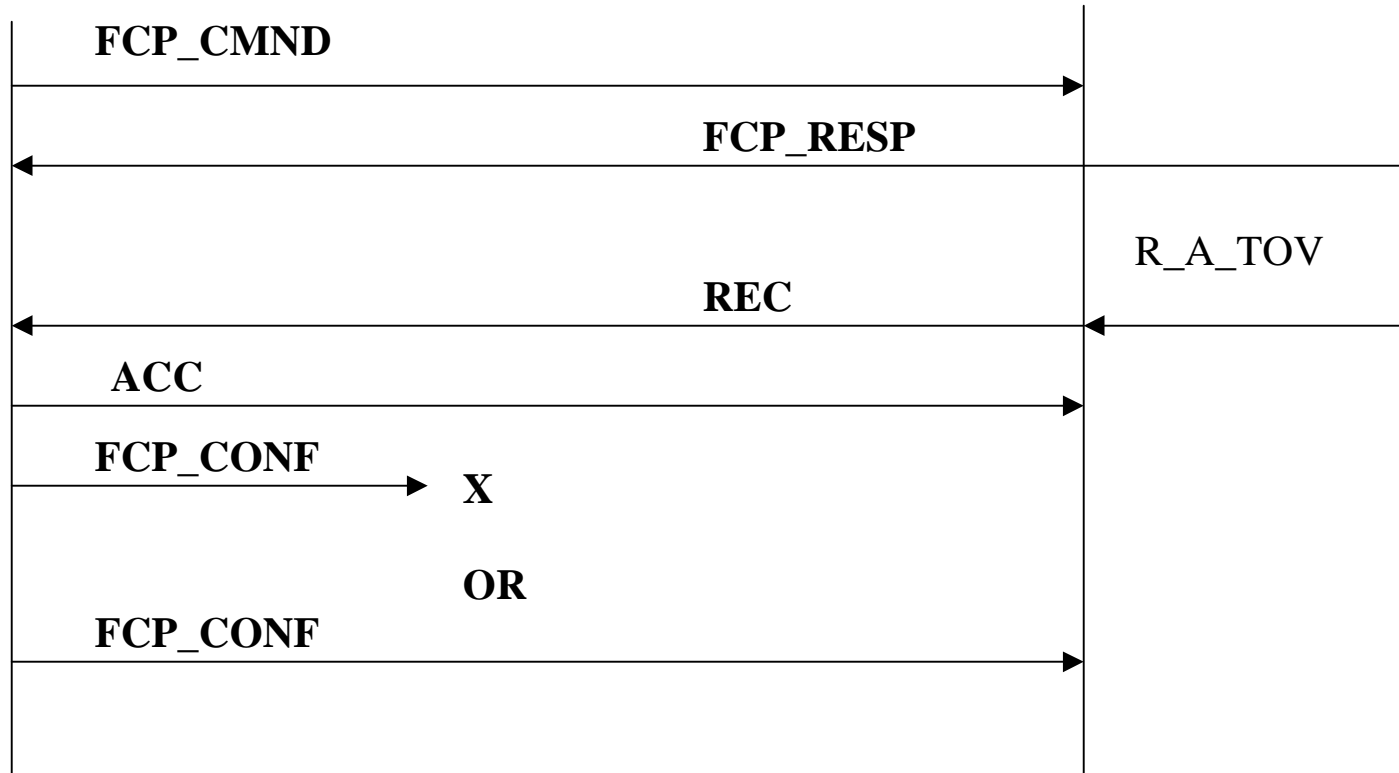 FCP_CMND
FCP_RESP
R_A_TOV
REC
ACC
FCP_CONF
X
OR
FCP_CONF